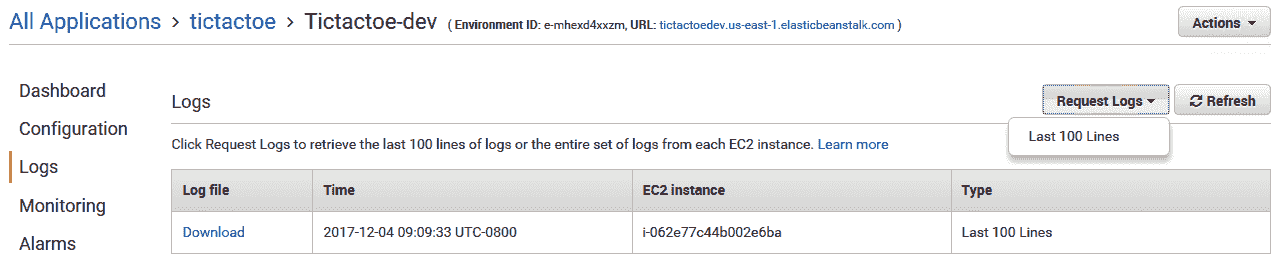 All Applications > tictactoe > Tictactoe-dev ( Environment ID: e-mhexd4xxzm, URL: tictactoedev.us-east-1.elasticbeanstalk.com )
Actions
Dashboard
Configuration
Logs
Monitoring
Alarms
Logs
Request Logs
Refresh
Last 100 Lines
Click Request Logs to retrieve the last 100 lines of logs or the entire set of logs from each EC2 instance. Learn more
Log file Time EC2 instance Type
Download 2017-12-04 09:09:33 UTC-0800 i-062e77c44b002e6ba Last 100 Lines